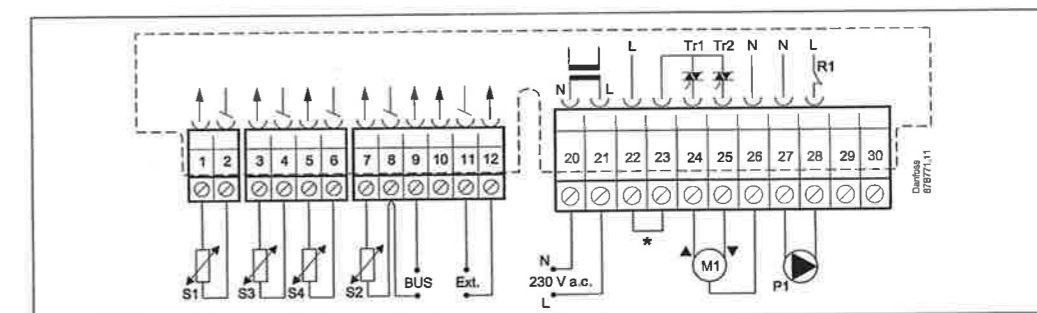 L Tr1 Tr2 N N L
R1
N L
1 2 3 4 5 6 7 8 9 10 11 12
20 21 22 23 24 25 26 27 28 29 30
Danfoss
87B771.11
*
N
230 V a.c.
L
M1
P1
S1 S3 S4 S2 BUS Ext.